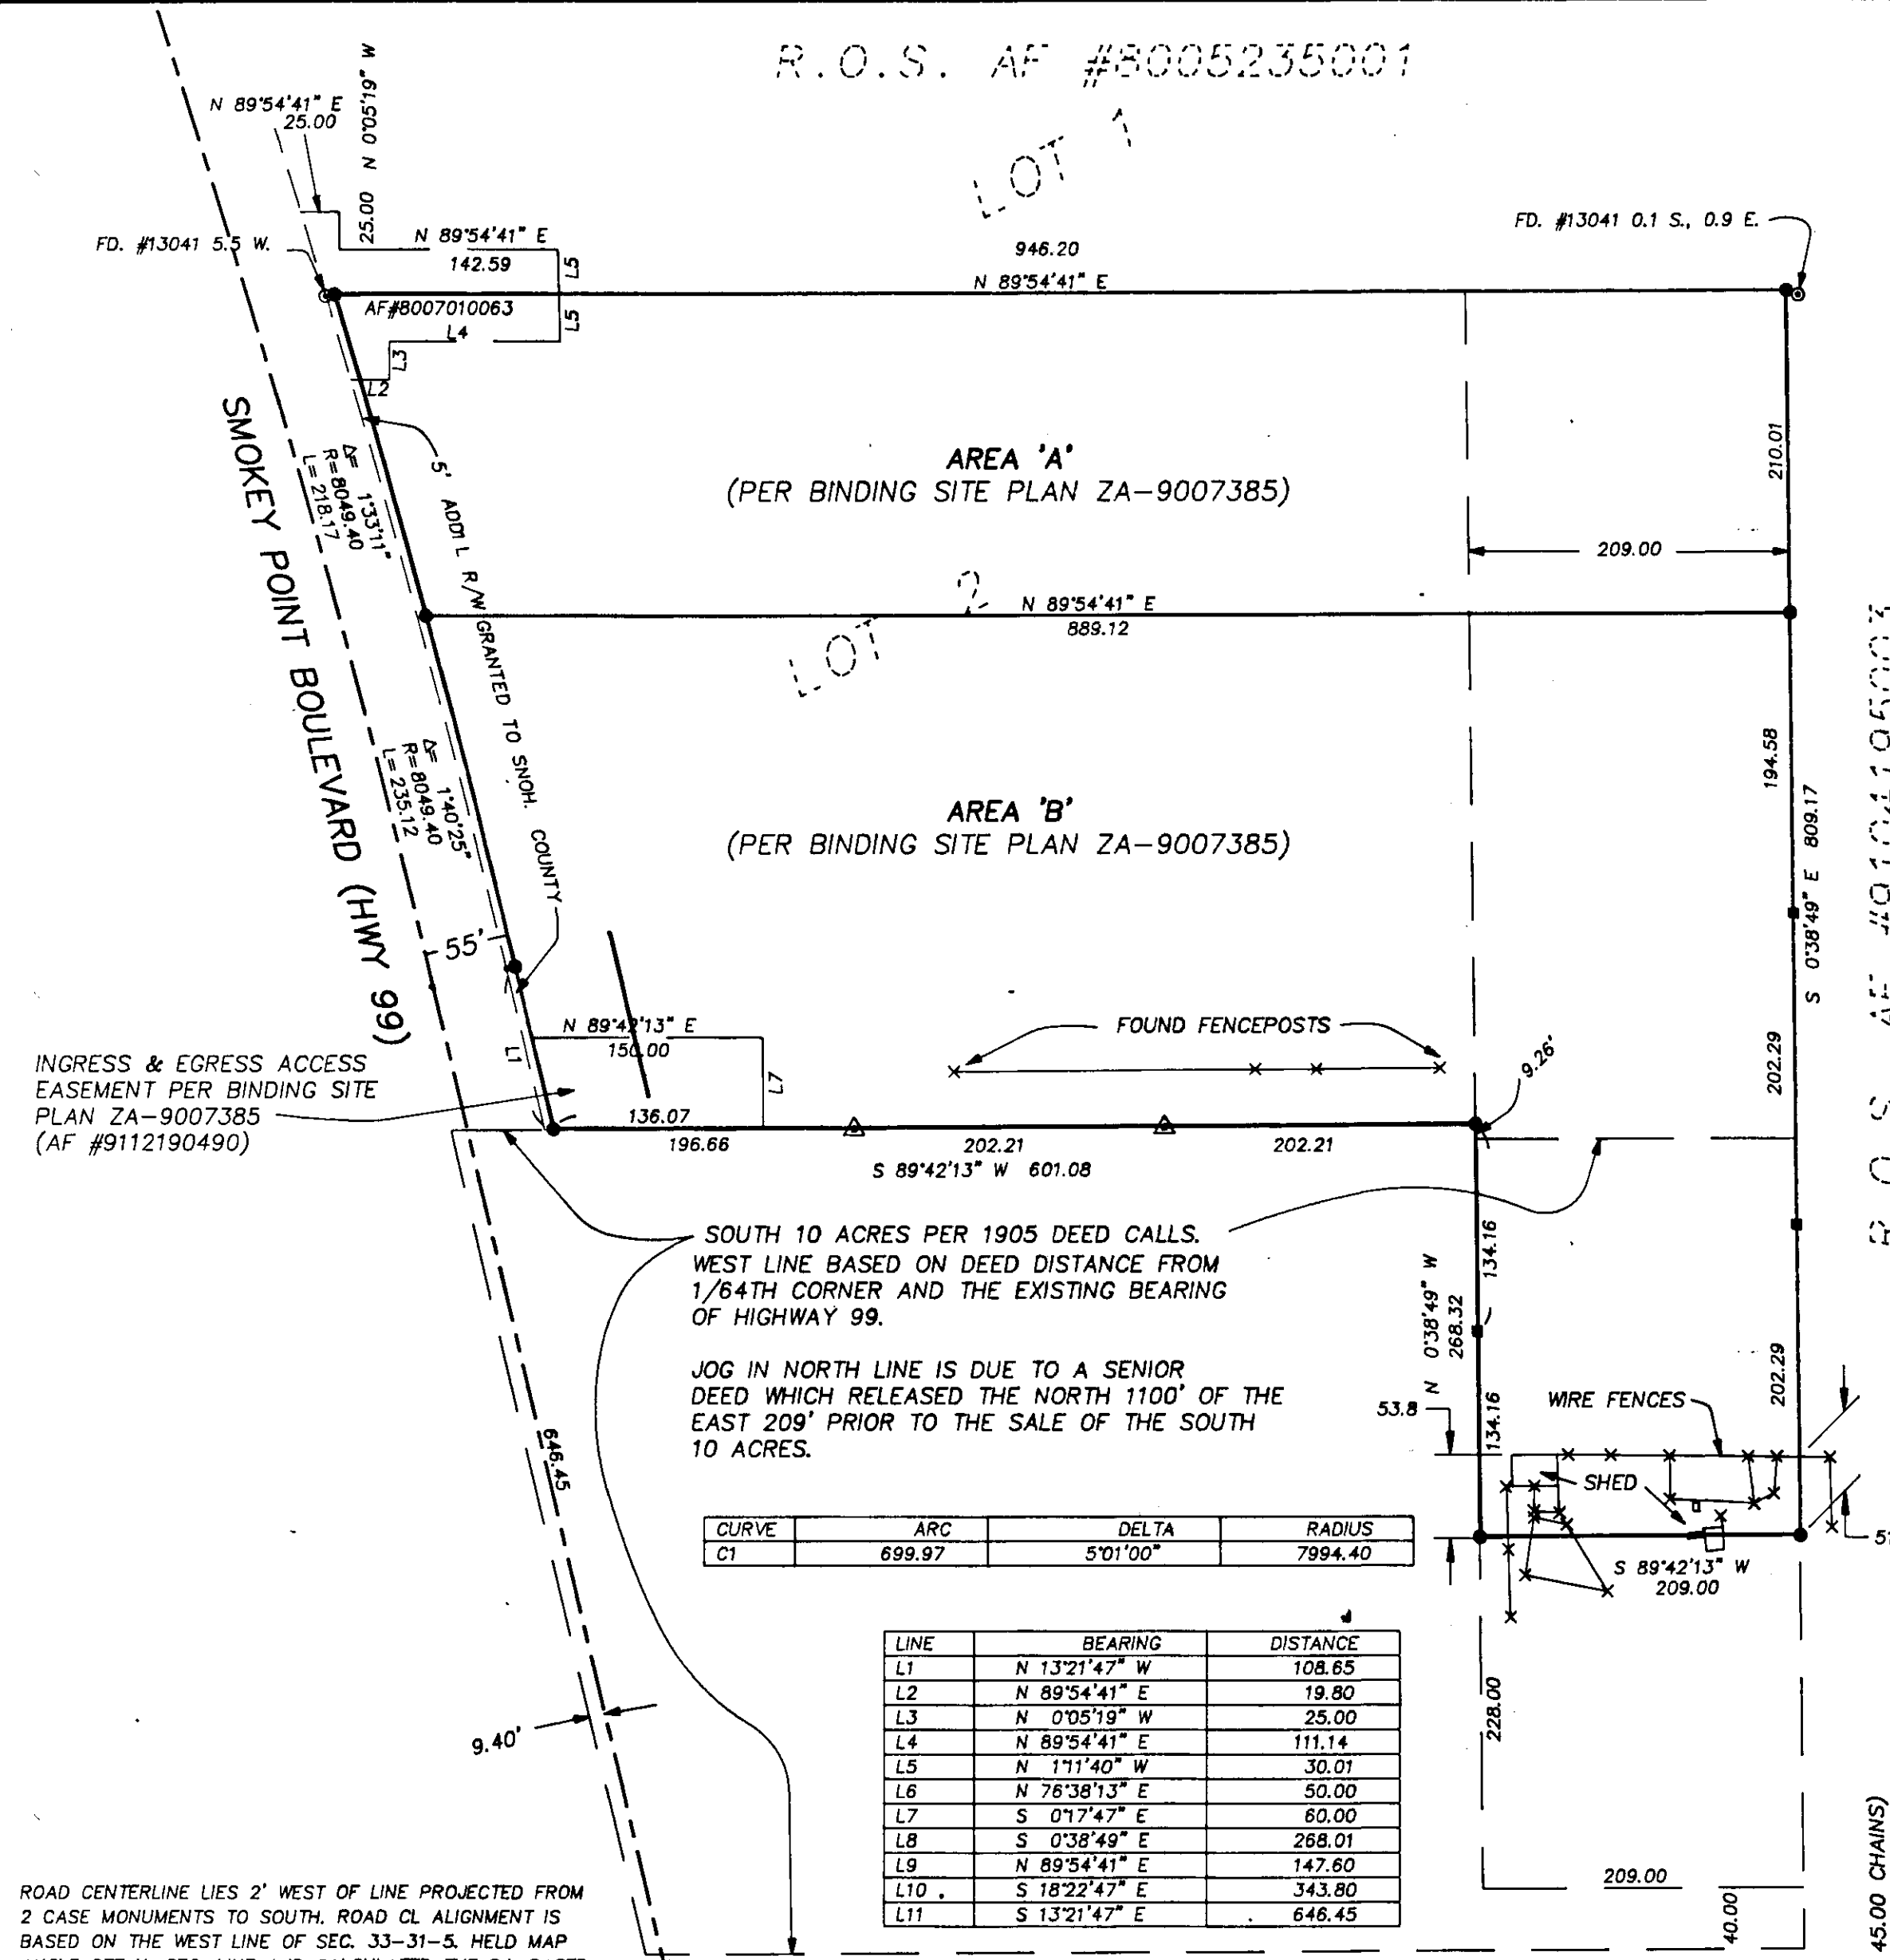 R.O.S. AF #8005235001
LOT 1
N 89°54'41" E
25.00
25.00 N 0°05'19" W
FD. #13041 5.5 W.
N 89°54'41" E
142.59
L5
L5
946.20
N 89°54'41" E
FD. #13041 0.1 S., 0.9 E.
AF#8007010063
L4
L3
L2
SMOKEY POINT BOULEVARD (HWY 99)
Δ= 1°33'11"
R=8049.40
L= 218.17
5' ADD'L R/W GRANTED TO SNOH. COUNTY
AREA 'A'
(PER BINDING SITE PLAN ZA-9007385)
210.01
209.00
LOT 2
N 89°54'41" E
889.12
Δ= 1°40'25"
R=8049.40
L= 235.12
AREA 'B'
(PER BINDING SITE PLAN ZA-9007385)
194.58
S 0°38'49" E 809.17
55'
N 89°42'13" E
150.00
L1
L7
FOUND FENCEPOSTS
9.26'
202.29
INGRESS & EGRESS ACCESS
EASEMENT PER BINDING SITE
PLAN ZA-9007385
(AF #9112190490)
136.07
196.66
202.21
202.21
S 89°42'13" W 601.08
SOUTH 10 ACRES PER 1905 DEED CALLS.
WEST LINE BASED ON DEED DISTANCE FROM
1/64TH CORNER AND THE EXISTING BEARING
OF HIGHWAY 99.
JOG IN NORTH LINE IS DUE TO A SENIOR
DEED WHICH RELEASED THE NORTH 1100' OF THE
EAST 209' PRIOR TO THE SALE OF THE SOUTH
10 ACRES.
134.16
N 0°38'49" W
268.32
134.16
202.29
53.8
WIRE FENCES
SHED
S 89°42'13" W
209.00
646.45
CURVE ARC DELTA RADIUS
C1 699.97 5°01'00" 7994.40
LINE BEARING DISTANCE
L1 N 13°21'47" W 108.65
L2 N 89°54'41" E 19.80
L3 N 0°05'19" W 25.00
L4 N 89°54'41" E 111.14
L5 N 1°11'40" W 30.01
L6 N 76°38'13" E 50.00
L7 S 0°17'47" E 60.00
L8 S 0°38'49" E 268.01
L9 N 89°54'41" E 147.60
L10 S 18°22'47" E 343.80
L11 S 13°21'47" E 646.45
9.40'
228.00
209.00
40.00
45.00 CHAINS)
ROAD CENTERLINE LIES 2' WEST OF LINE PROJECTED FROM
2 CASE MONUMENTS TO SOUTH. ROAD CL ALIGNMENT IS
BASED ON THE WEST LINE OF SEC. 33-31-5. HELD MAP